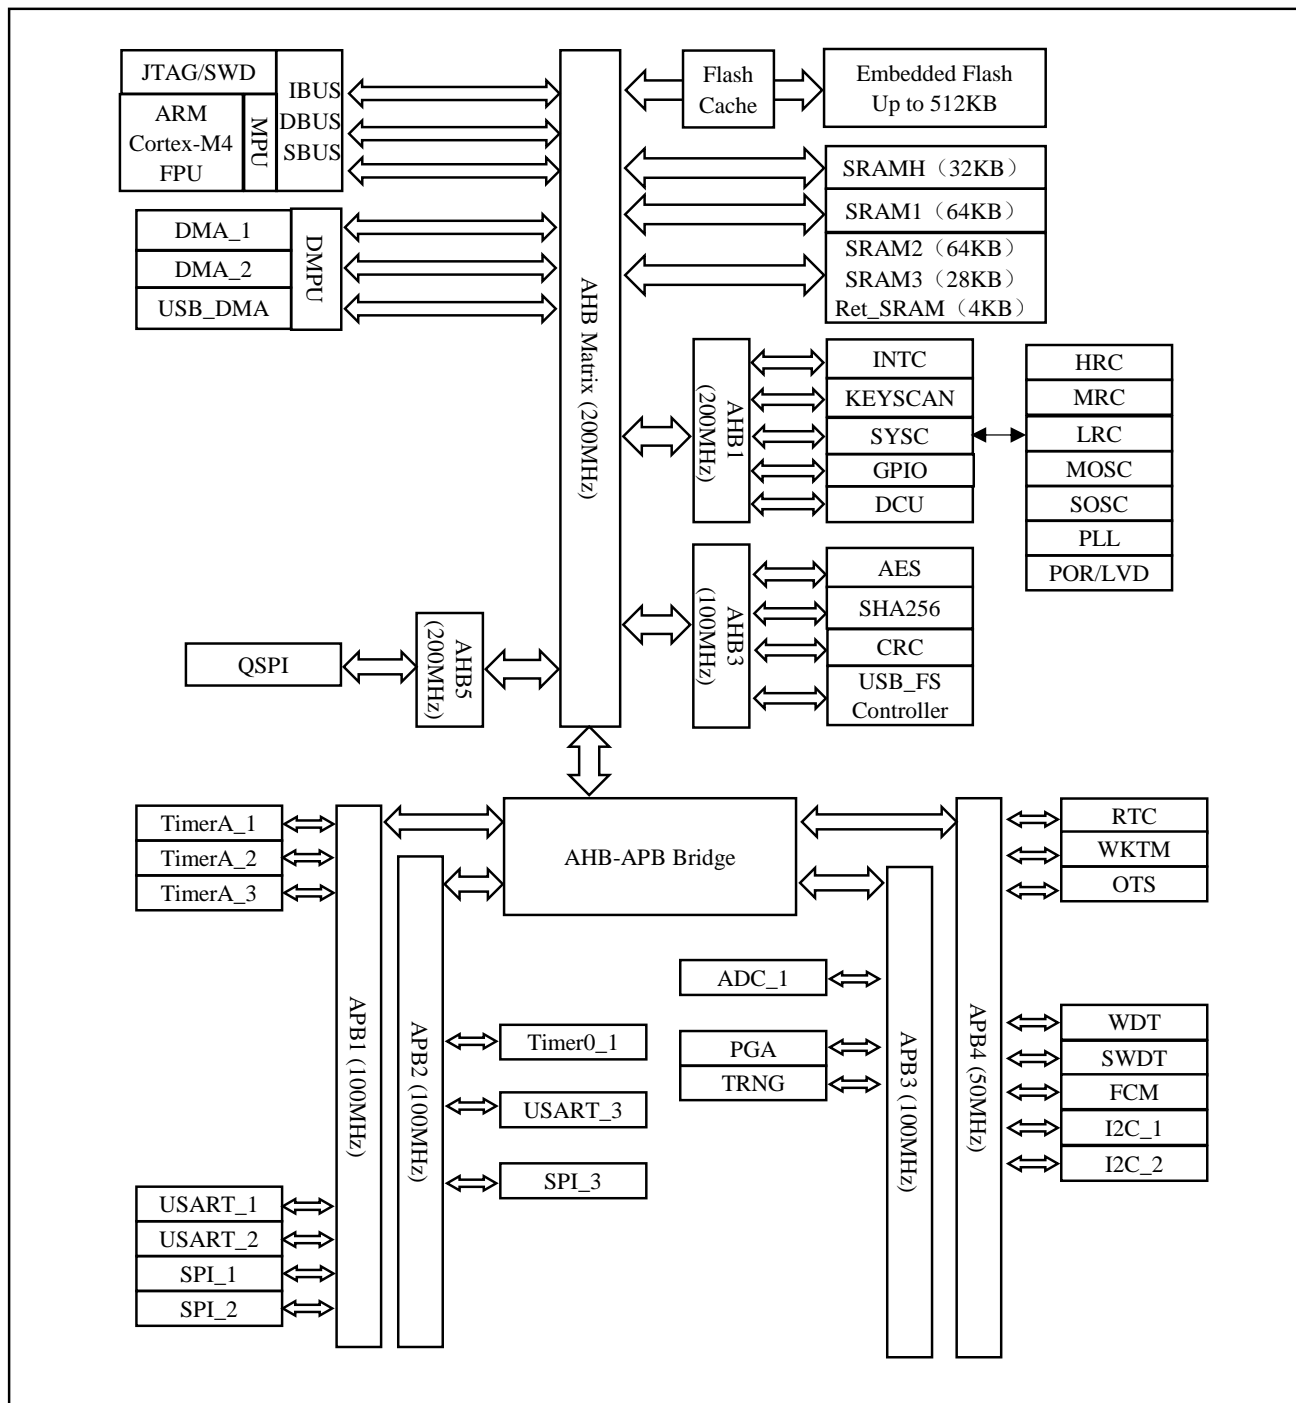 JTAG/SWD
ARM
Cortex-M4
FPU
MPU
IBUS
DBUS
SBUS
DMA_1
DMA_2
USB_DMA
DMPU
AHB Matrix (200MHz)
Flash
Cache
Embedded Flash
Up to 512KB
SRAMH（32KB）
SRAM1（64KB）
SRAM2（64KB）
SRAM3（28KB）
Ret_SRAM（4KB）
AHB1
(200MHz)
INTC
KEYSCAN
SYSC
GPIO
DCU
HRC
MRC
LRC
MOSC
SOSC
PLL
POR/LVD
AHB3
(100MHz)
AES
SHA256
CRC
USB_FS
Controller
QSPI
AHB5
(200MHz)
AHB-APB Bridge
TimerA_1
TimerA_2
TimerA_3
USART_1
USART_2
SPI_1
SPI_2
APB1 (100MHz)
APB2 (100MHz)
Timer0_1
USART_3
SPI_3
ADC_1
PGA
TRNG
APB3 (100MHz)
APB4 (50MHz)
RTC
WKTM
OTS
WDT
SWDT
FCM
I2C_1
I2C_2